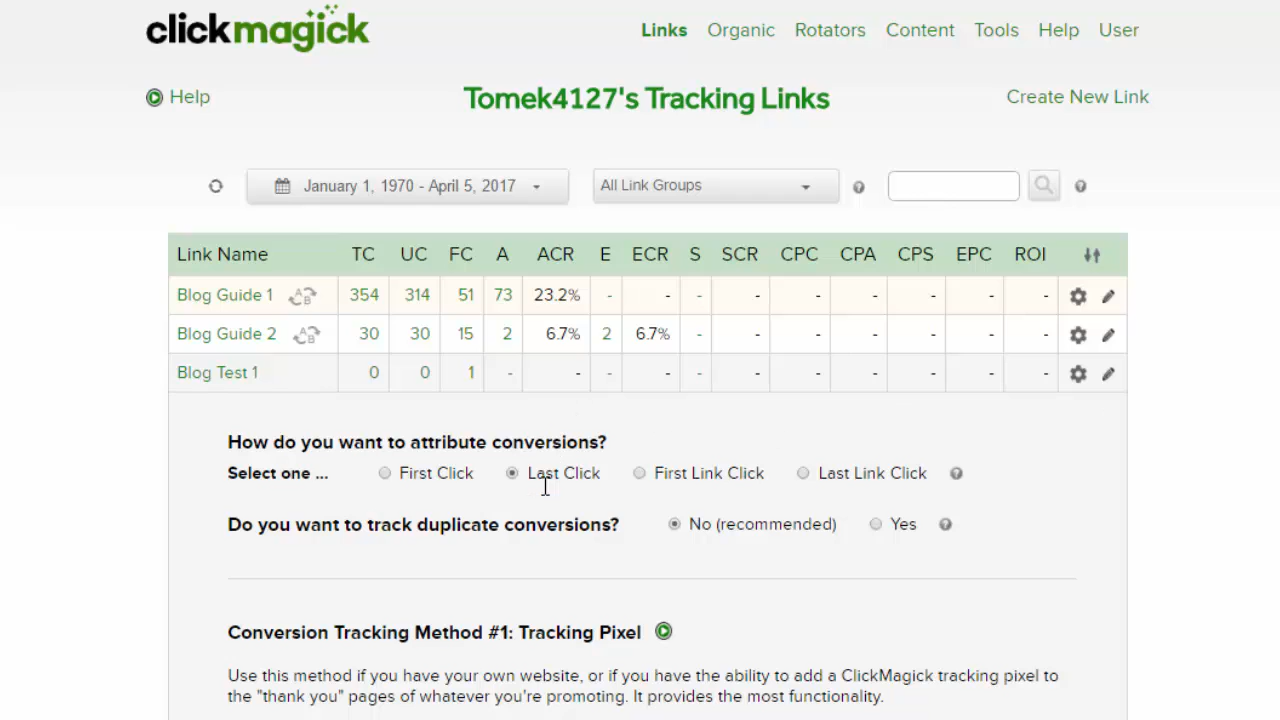 clickmagick
Links Organic Rotators Content Tools Help User
Help
Tomek4127's Tracking Links
Create New Link
January 1, 1970 - April 5, 2017
All Link Groups
Link Name TC UC FC A ACR E ECR S SCR CPC CPA CPS EPC ROI
Blog Guide 1 A B 354 314 51 73 23.2% - - - - - - - - -
Blog Guide 2 A B 30 30 15 2 6.7% 2 6.7% - - - - - - -
Blog Test 1 0 0 1 - - - - - - - - - - -
How do you want to attribute conversions?
Select one ... First Click Last Click First Link Click Last Link Click ?
Do you want to track duplicate conversions? No (recommended) Yes ?
Conversion Tracking Method #1: Tracking Pixel
Use this method if you have your own website, or if you have the ability to add a ClickMagick tracking pixel to
the "thank you" pages of whatever you're promoting. It provides the most functionality.